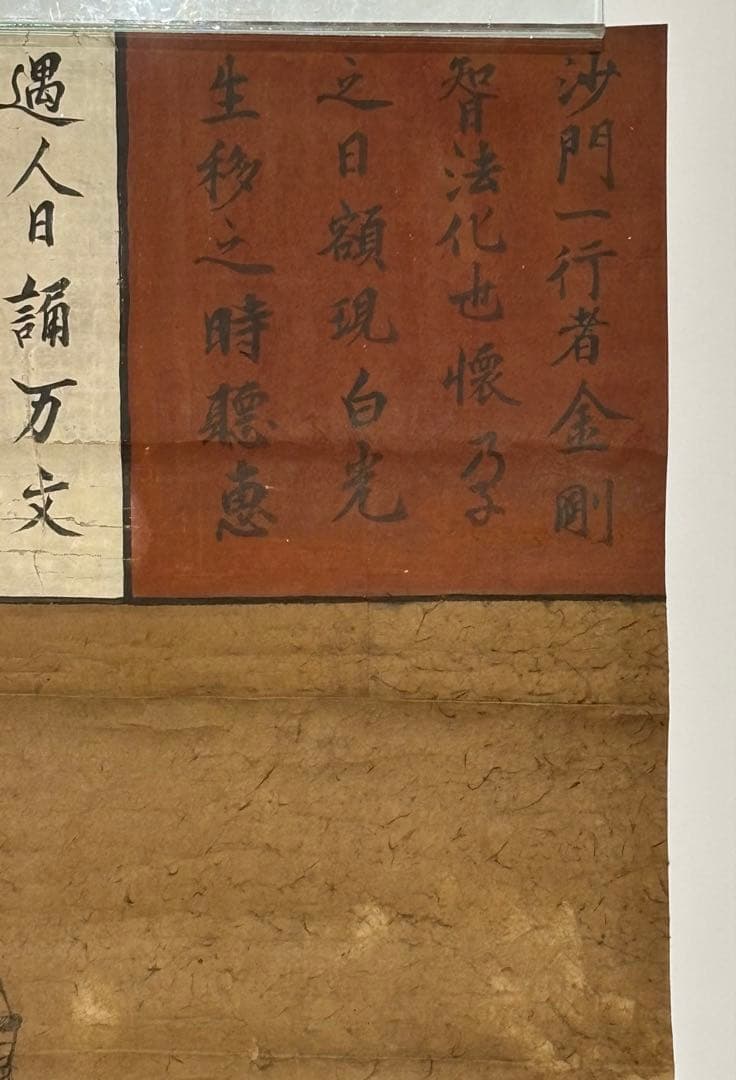 沙門一行者金剛
智法化也懷孕
之日額現白光
生移之時聽惠
遇人日誦万文